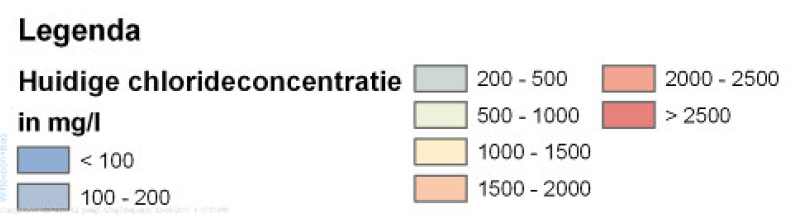 Legenda
Huidige chlorideconcentratie
in mg/l
< 100
100 - 200
200 - 500
500 - 1000
1000 - 1500
1500 - 2000
2000 - 2500
> 2500